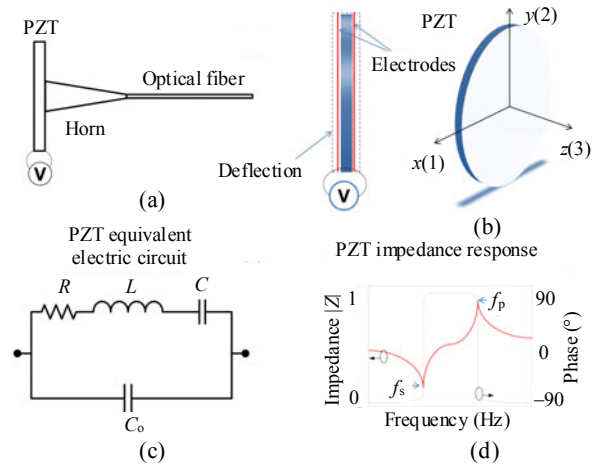 PZT
Optical fiber
Horn
V
(a)
PZT
Electrodes
Deflection
V
y(2)
x(1)
z(3)
(b)
PZT equivalent
electric circuit
R
L
C
Co
(c)
PZT impedance response
Impedance |Z|
1
0
fs
fp
90
0
–90
Phase (°)
Frequency (Hz)
(d)